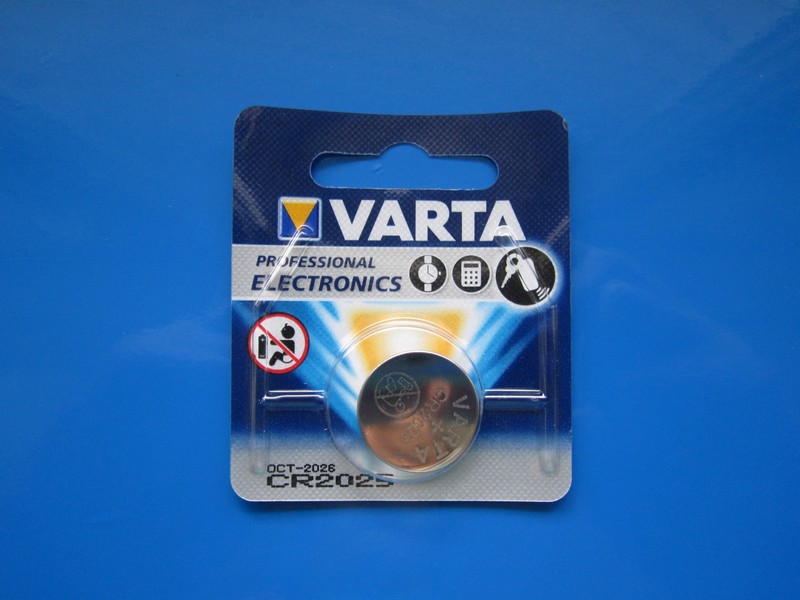 VARTA
PROFESSIONAL
ELECTRONICS
VARTA
OCT-2026
CR2025